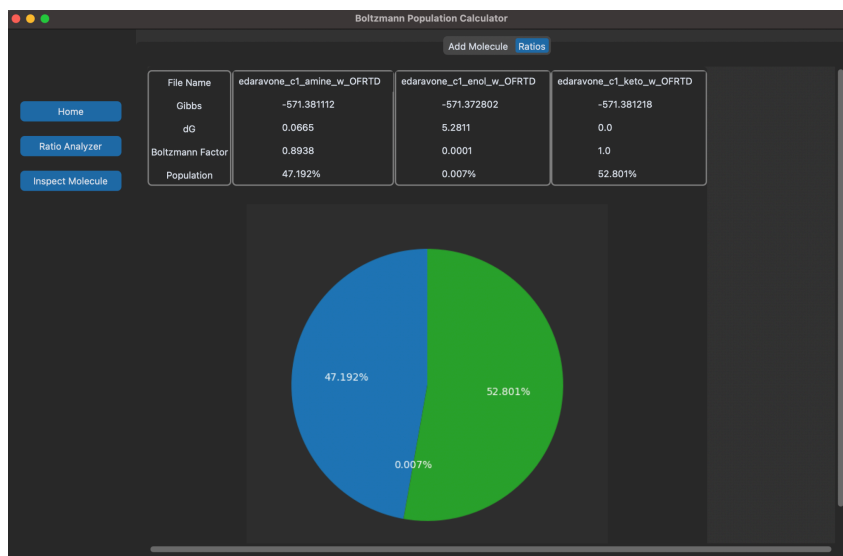 Boltzmann Population Calculator
Add Molecule Ratios
Home
Ratio Analyzer
Inspect Molecule
File Name edaravone_c1_amine_w_OFRTD edaravone_c1_enol_w_OFRTD edaravone_c1_keto_w_OFRTD
Gibbs -571.381112 -571.372802 -571.381218
dG 0.0665 5.2811 0.0
Boltzmann Factor 0.8938 0.0001 1.0
Population 47.192% 0.007% 52.801%
47.192%
52.801%
0.007%